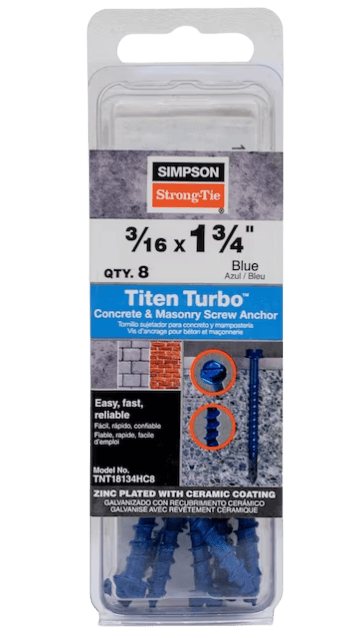 SIMPSON
Strong-Tie
®
3/16 x 1 3/4"
QTY. 8
Blue
Azul / Bleu
Titen Turbo™
Concrete & Masonry Screw Anchor
Tornillo sujetador para concreto y mampostería
Vis d'ancrage pour béton et maçonnerie
Easy, fast,
reliable
Fácil, rápido, confiable
Fiable, rapide, facile
d'emploi
Model No.
TNT18134HC8
ZINC PLATED WITH CERAMIC COATING
GALVANIZADO CON RECUBRIMIENTO CERÁMICO
GALVANISÉ AVEC REVÊTEMENT CÉRAMIQUE